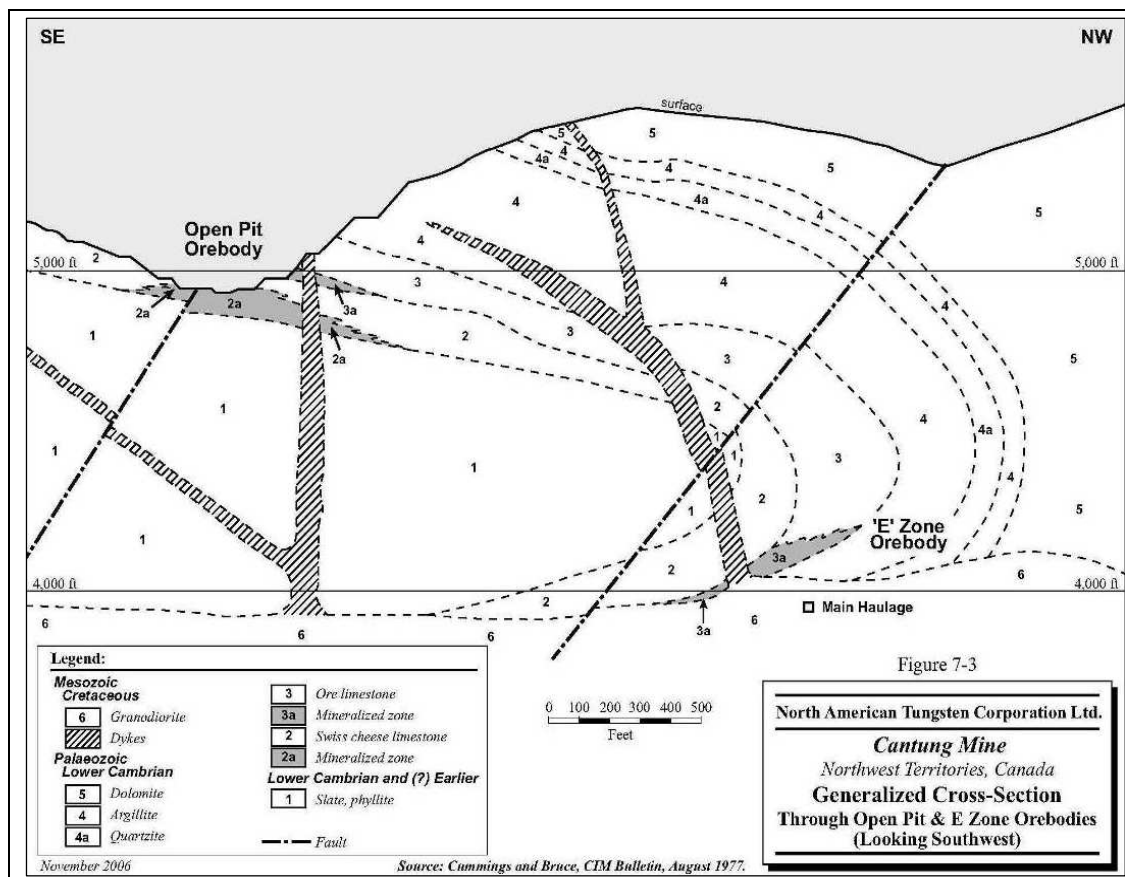 SE
NW
surface
5
5
4
4a
4
4
5
4a
4
4
Open Pit
Orebody
2
4
5
5,000 ft
5,000 ft
3
4
2a
2a
3a
4
1
2
3
2a
3
5
1
2
4
4a
1
1
1
3
4
1
2
1
5
1
'E' Zone
Orebody
3a
2
6
4,000 ft
4,000 ft
2
Main Haulage
6
6
6
3a
6
Legend:
Mesozoic
Cretaceous
6 Granodiorite
Dykes
Palaeozoic
Lower Cambrian
5 Dolomite
4 Argillite
4a Quartzite
3 Ore limestone
3a Mineralized zone
2 Swiss cheese limestone
2a Mineralized zone
Lower Cambrian and (?) Earlier
1 Slate, phyllite
Fault
0 100 200 300 400 500
Feet
Figure 7-3
North American Tungsten Corporation Ltd.
Cantung Mine
Northwest Territories, Canada
Generalized Cross-Section
Through Open Pit & E Zone Orebodies
(Looking Southwest)
November 2006
Source: Cummings and Bruce, CIM Bulletin, August 1977.